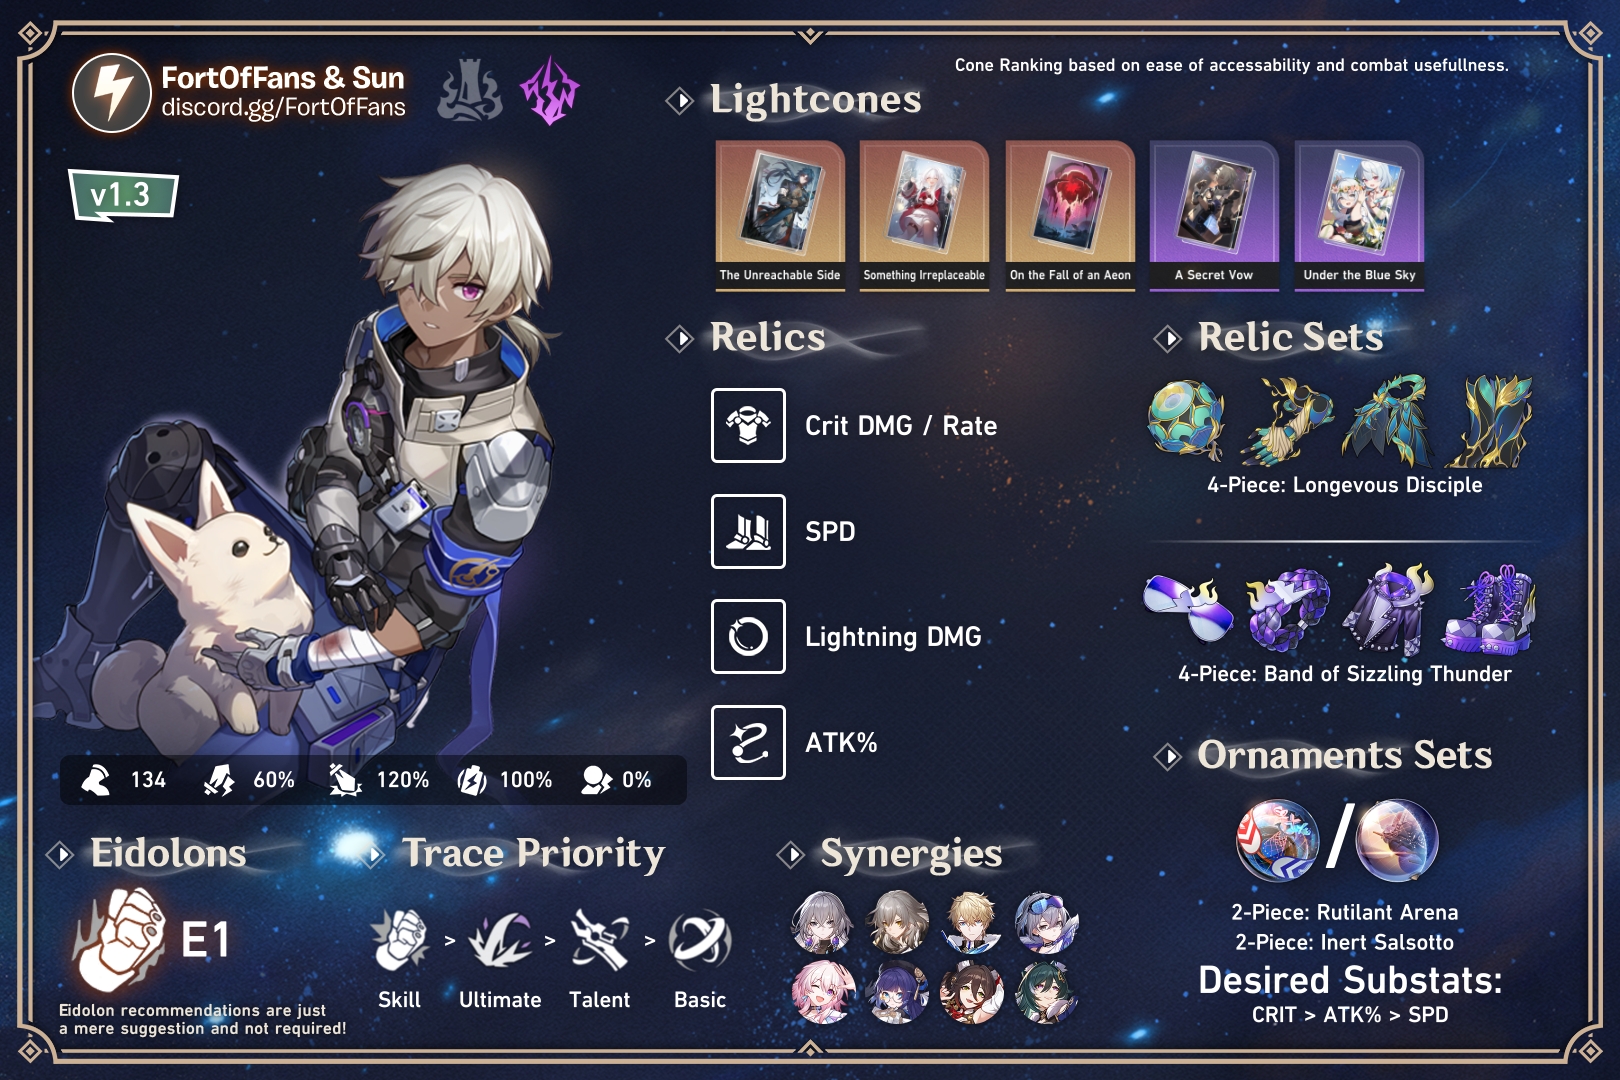 FortOfFans & Sun
discord.gg/FortOfFans
v1.3
Cone Ranking based on ease of accessability and combat usefullness.
Lightcones
The Unreachable Side
Something Irreplaceable
On the Fall of an Aeon
A Secret Vow
Under the Blue Sky
Relics
Crit DMG / Rate
SPD
Lightning DMG
ATK%
Relic Sets
4-Piece: Longevous Disciple
4-Piece: Band of Sizzling Thunder
Ornaments Sets
/
2-Piece: Rutilant Arena
2-Piece: Inert Salsotto
Desired Substats:
CRIT > ATK% > SPD
134 60% 120% 100% 0%
Eidolons
E1
Eidolon recommendations are just
a mere suggestion and not required!
Trace Priority
> > >
Skill Ultimate Talent Basic
Synergies